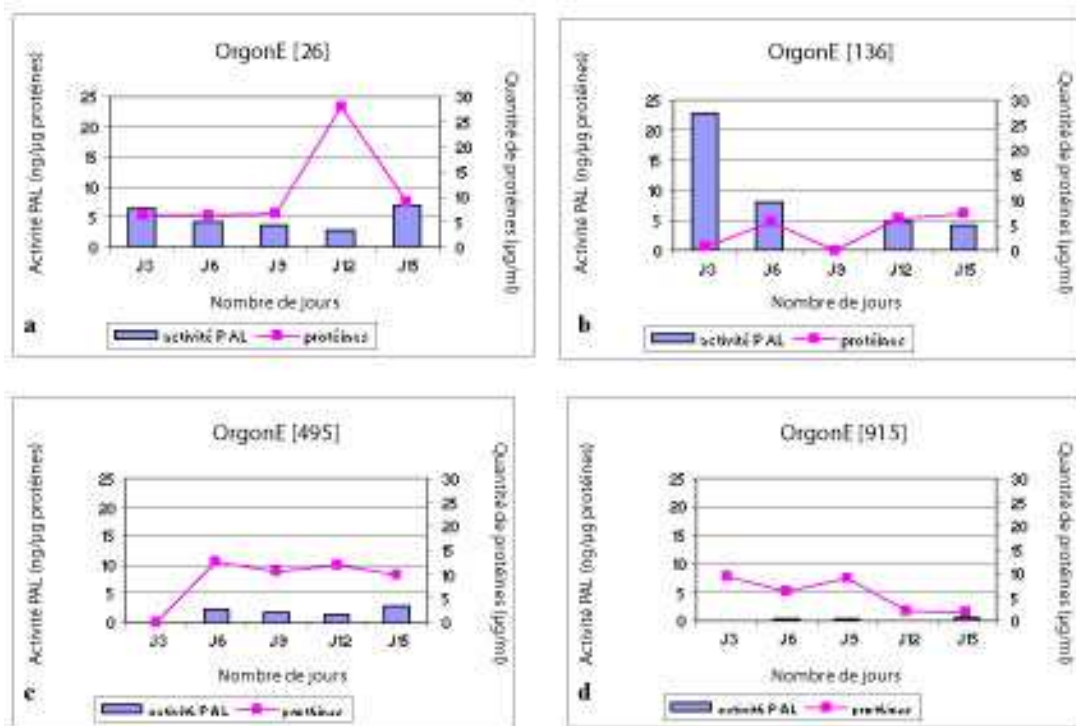 OrgonE [26]
Activité PAL (ng/µg protéines)
Quantité de protéines (µg/ml)
25
20
15
10
5
0
30
25
20
15
10
5
0
J3 J6 J9 J12 J15
Nombre de jours
a
activité PAL protéines
OrgonE [136]
Activité PAL (ng/µg protéines)
Quantité de protéines (µg/ml)
25
20
15
10
5
0
30
25
20
15
10
5
0
J3 J6 J9 J12 J15
Nombre de jours
b
activité PAL protéines
OrgonE [495]
Activité PAL (ng/µg protéines)
Quantité de protéines (µg/ml)
25
20
15
10
5
0
30
25
20
15
10
5
0
J3 J6 J9 J12 J15
Nombre de jours
c
activité PAL protéines
OrgonE [915]
Activité PAL (ng/µg protéines)
Quantité de protéines (µg/ml)
25
20
15
10
5
0
30
25
20
15
10
5
0
J3 J6 J9 J12 J15
Nombre de jours
d
activité PAL protéines